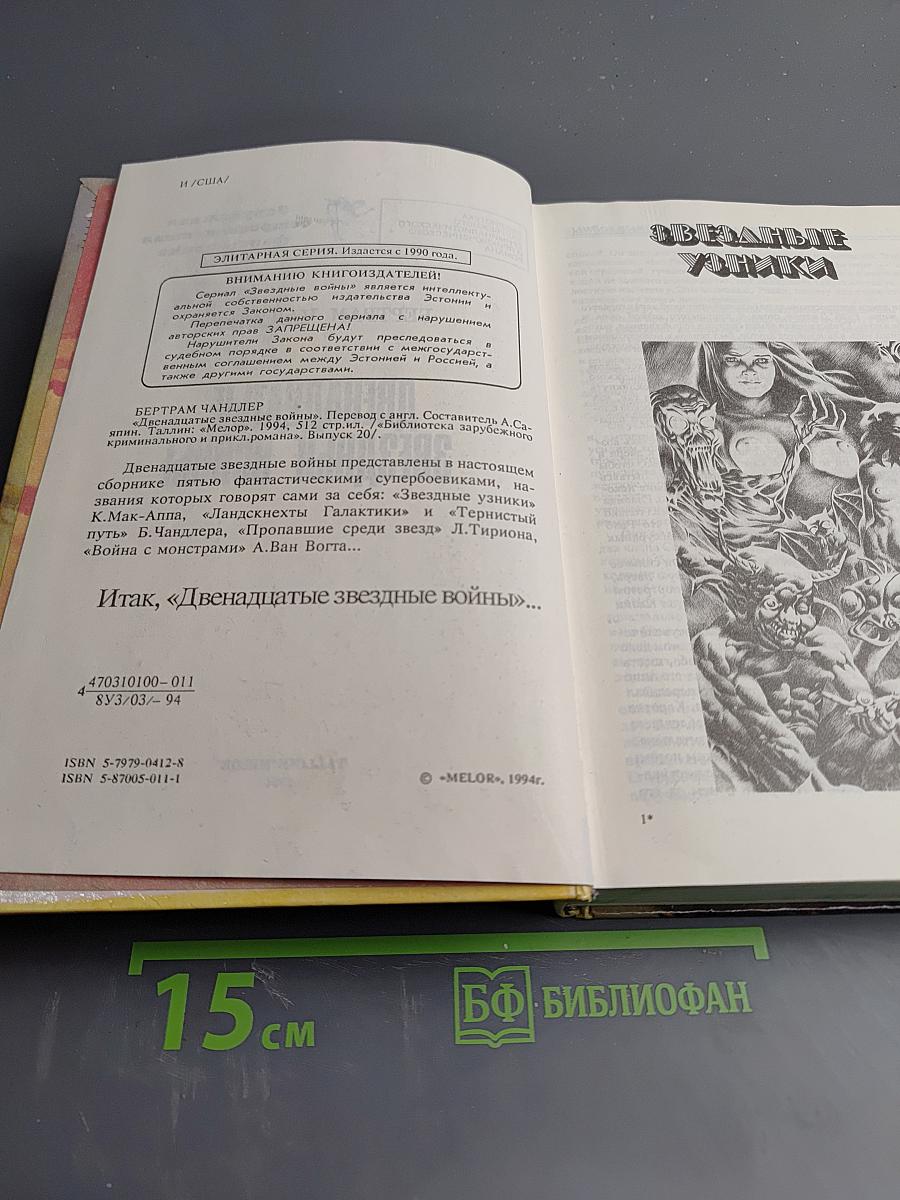 И /США/
ЭЛИТАРНАЯ СЕРИЯ. Издается с 1990 года.
ВНИМАНИЮ КНИГОИЗДАТЕЛЕЙ!
Сериал «Звездные войны» является интеллекту-
альной собственностью издательства Эстонии и
охраняется Законом.
Перепечатка данного сериала с нарушением
авторских прав ЗАПРЕЩЕНА!
Нарушители Закона будут преследоваться в
судебном порядке в соответствии с межгосударст-
венным соглашением между Эстонией и Россией, а
также другими государствами.
БЕРТРАМ ЧАНДЛЕР
«Двенадцатые звездные войны». Перевод с англ. Составитель А.Са-
япин. Таллин: «Мелор». 1994, 512 стр.ил. /«Библиотека зарубежного
криминального и прикл.романа». Выпуск 20/.
Двенадцатые звездные войны представлены в настоящем
сборнике пятью фантастическими супербоевиками, на-
звания которых говорят сами за себя: «Звездные узники»
К.Мак-Аппа, «Ландскнехты Галактики» и «Тернистый
путь» Б.Чандлера, «Пропавшие среди звезд» Л.Тириона,
«Война с монстрами» А.Ван Вогта...
Итак, «Двенадцатые звездные войны»...
4 470310100–011
8У3/03/– 94
ISBN 5-7979-0412-8
ISBN 5-87005-011-1
© «MELOR», 1994г.
ЗВЕЗДНЫЕ
УЗНИКИ
1*
15 см
БФ БИБЛИОФАН